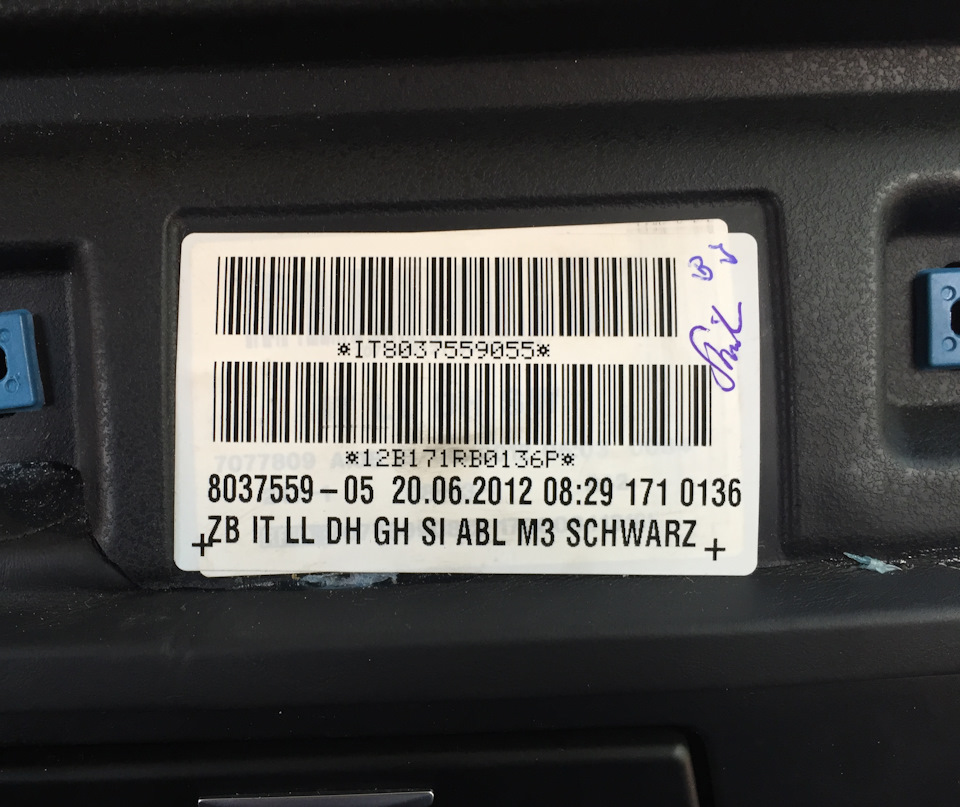 *IT8037559055*
*12B171RB0136P*
8037559-05 20.06.2012 08:29 171 0136
ZB IT LL DH GH SI ABL M3 SCHWARZ